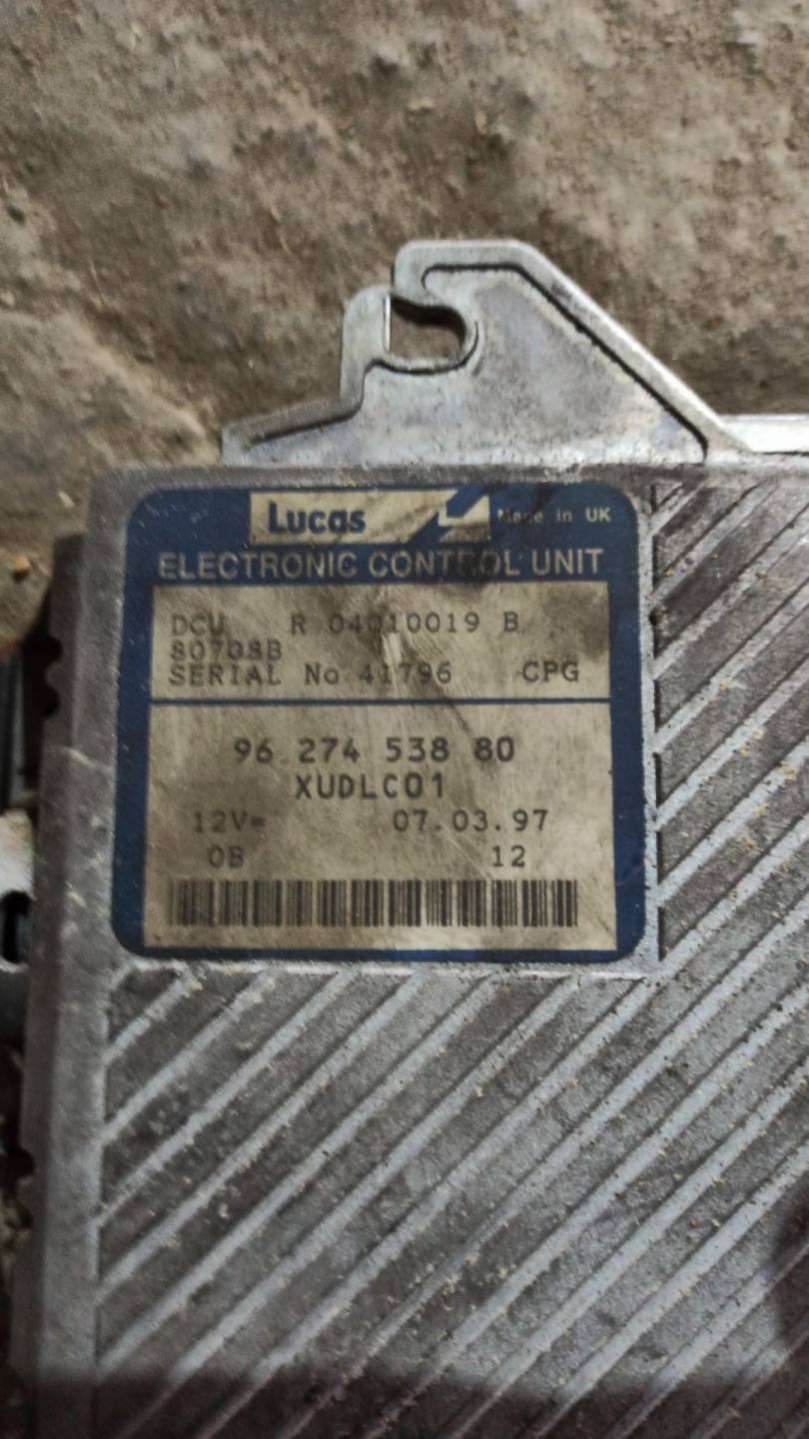 Lucas Made in UK
ELECTRONIC CONTROL UNIT
DCU R 04010019 B
80708B
SERIAL No 41796 CPG
96 274 538 80
XUDLC01
12V= 07.03.97
0B 12